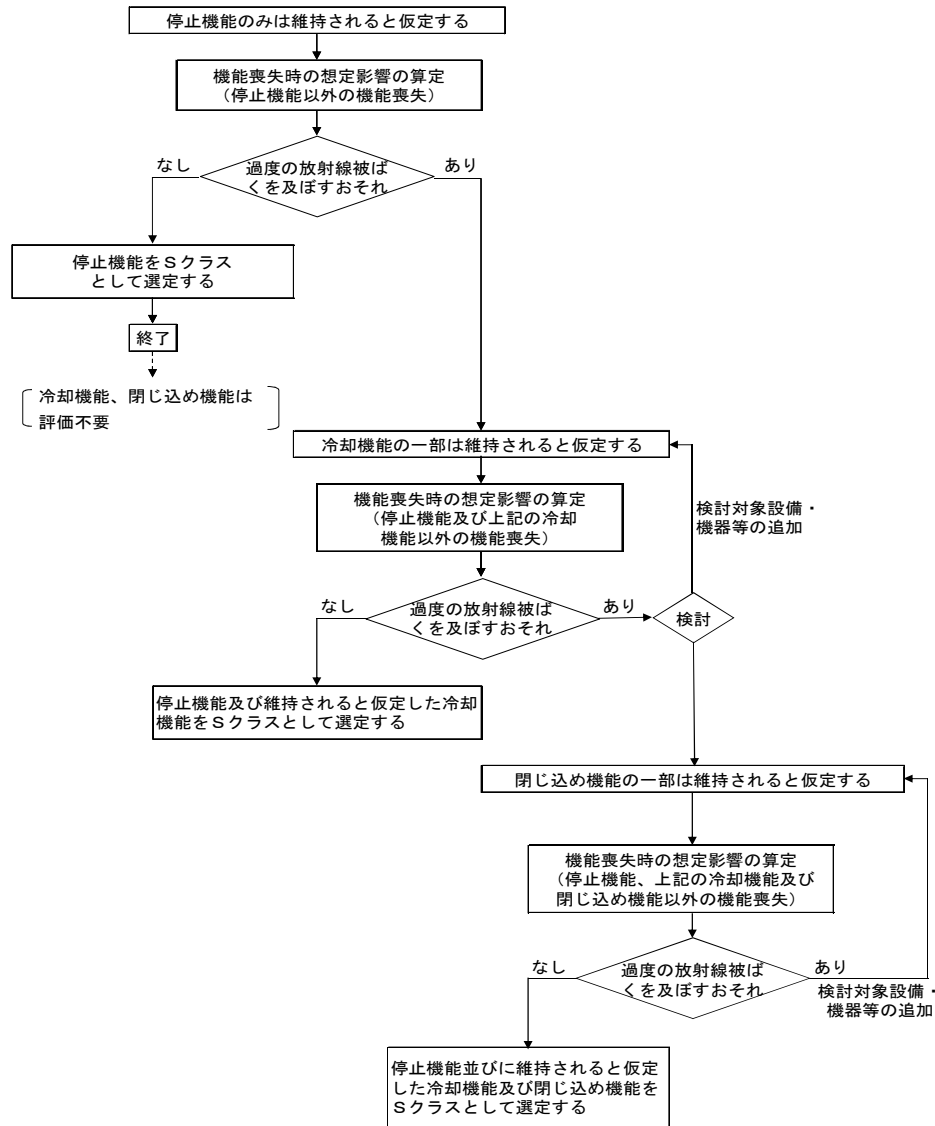 停止機能のみは維持されると仮定する
機能喪失時の想定影響の算定
（停止機能以外の機能喪失）
過度の放射線被ば
くを及ぼすおそれ
なし
あり
停止機能をＳクラス
として選定する
終了
冷却機能、閉じ込め機能は
評価不要
冷却機能の一部は維持されると仮定する
機能喪失時の想定影響の算定
（停止機能及び上記の冷却
機能以外の機能喪失）
検討対象設備・
機器等の追加
過度の放射線被ば
くを及ぼすおそれ
なし
あり
検討
停止機能及び維持されると仮定した冷却
機能をＳクラスとして選定する
閉じ込め機能の一部は維持されると仮定する
機能喪失時の想定影響の算定
（停止機能、上記の冷却機能及び
閉じ込め機能以外の機能喪失）
過度の放射線被ば
くを及ぼすおそれ
なし
あり
検討対象設備・
機器等の追加
停止機能並びに維持されると仮定
した冷却機能及び閉じ込め機能を
Ｓクラスとして選定する